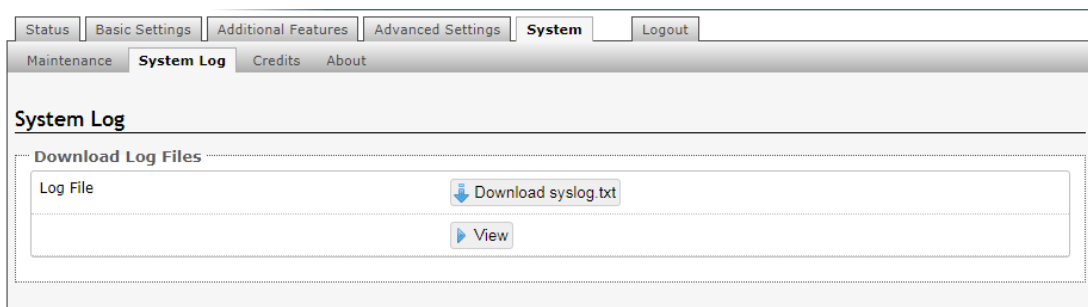 Status Basic Settings Additional Features Advanced Settings System Logout
Maintenance System Log Credits About
System Log
Download Log Files
Log File Download syslog.txt
View